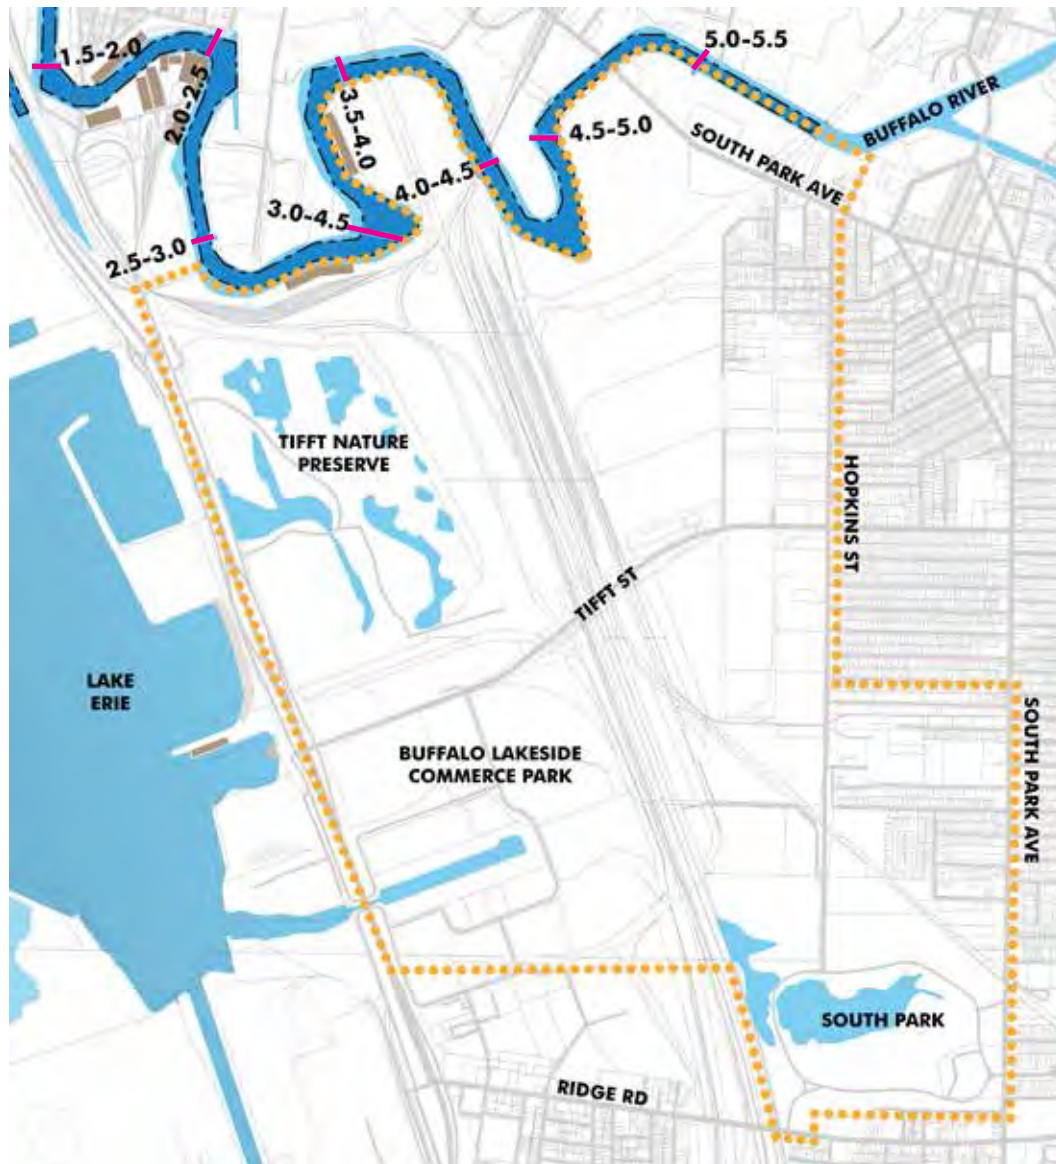 1.5-2.0
2.0-2.5
3.5-4.0
5.0-5.5
BUFFALO RIVER
4.5-5.0
SOUTH PARK AVE
4.0-4.5
3.0-4.5
2.5-3.0
TIFFT NATURE
PRESERVE
HOPKINS ST
TIFFT ST
LAKE
ERIE
BUFFALO LAKESIDE
COMMERCE PARK
SOUTH PARK AVE
SOUTH PARK
RIDGE RD